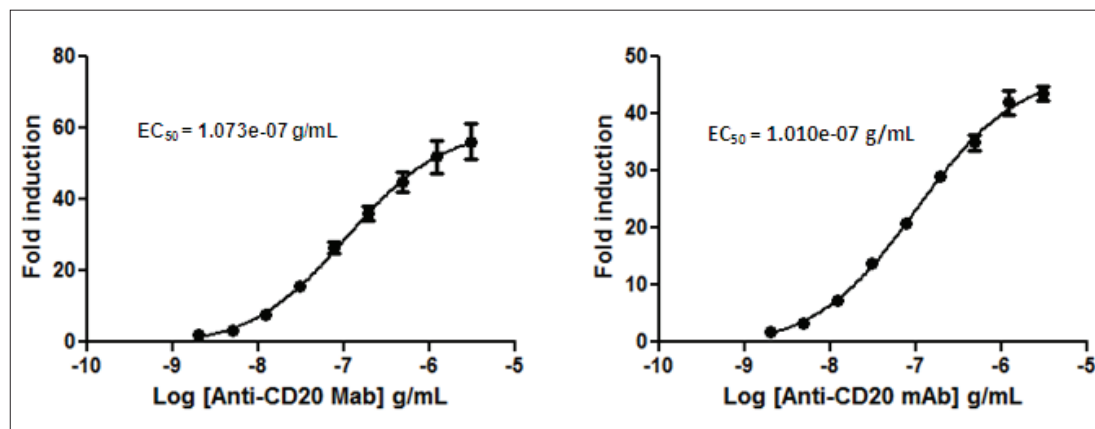 80
60
40
20
0
Fold induction
EC₅₀ = 1.073e-07 g/mL
-10 -9 -8 -7 -6 -5
Log [Anti-CD20 Mab] g/mL
50
40
30
20
10
0
Fold induction
EC₅₀ = 1.010e-07 g/mL
-10 -9 -8 -7 -6 -5
Log [Anti-CD20 mAb] g/mL